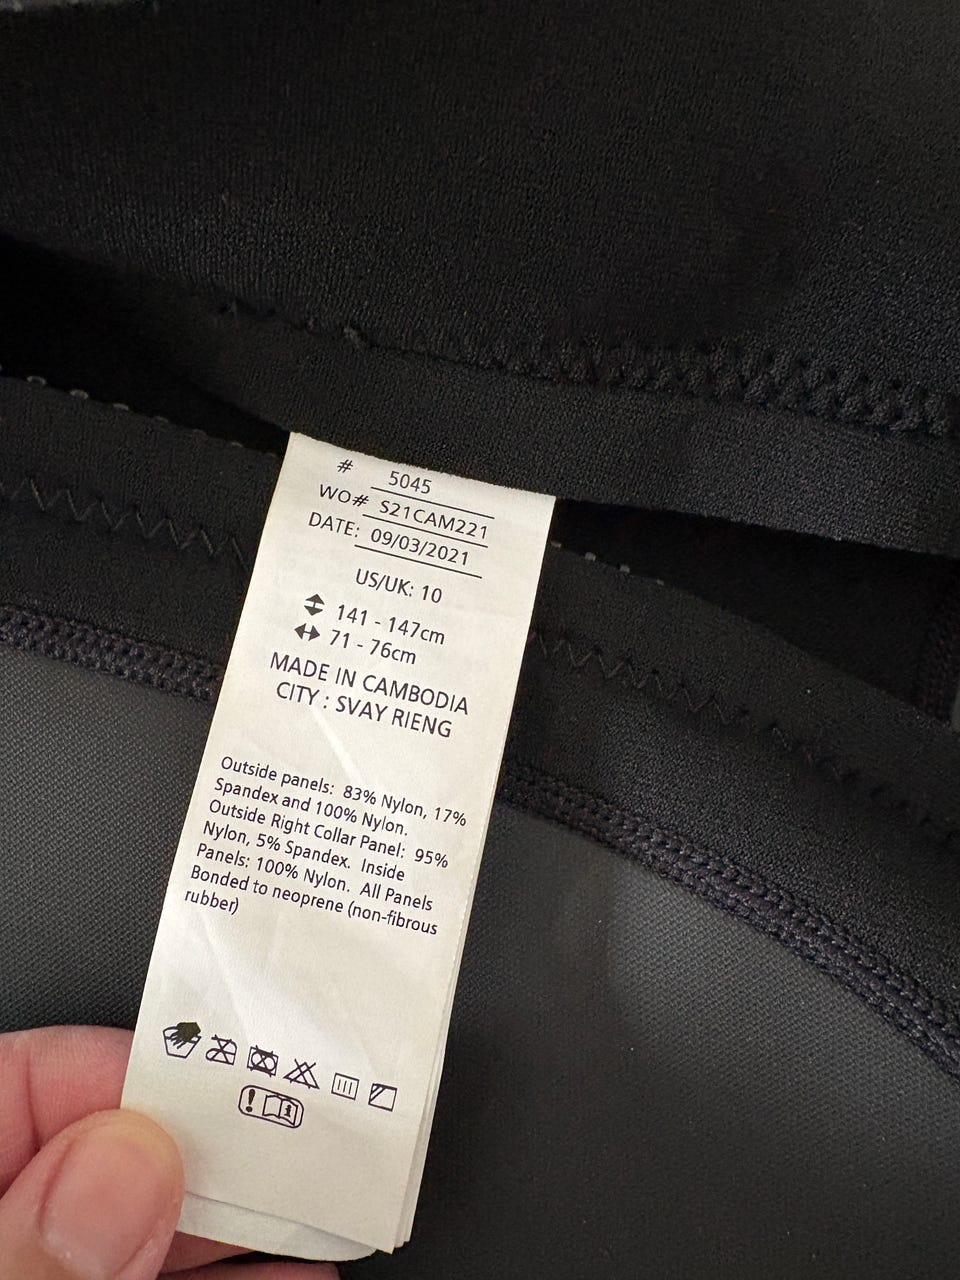 # 5045
WO# S21CAM221
DATE: 09/03/2021
US/UK: 10
141 - 147cm
71 - 76cm
MADE IN CAMBODIA
CITY : SVAY RIENG
Outside panels: 83% Nylon, 17%
Spandex and 100% Nylon.
Outside Right Collar Panel: 95%
Nylon, 5% Spandex. Inside
Panels: 100% Nylon. All Panels
Bonded to neoprene (non-fibrous
rubber)